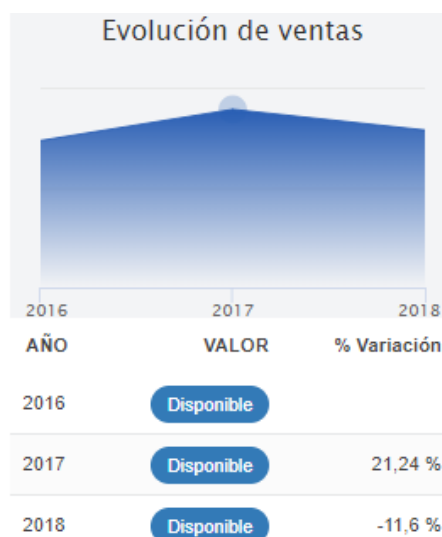 Evolución de ventas
2016 2017 2018
AÑO VALOR % Variación
2016 Disponible
2017 Disponible 21,24 %
2018 Disponible -11,6 %